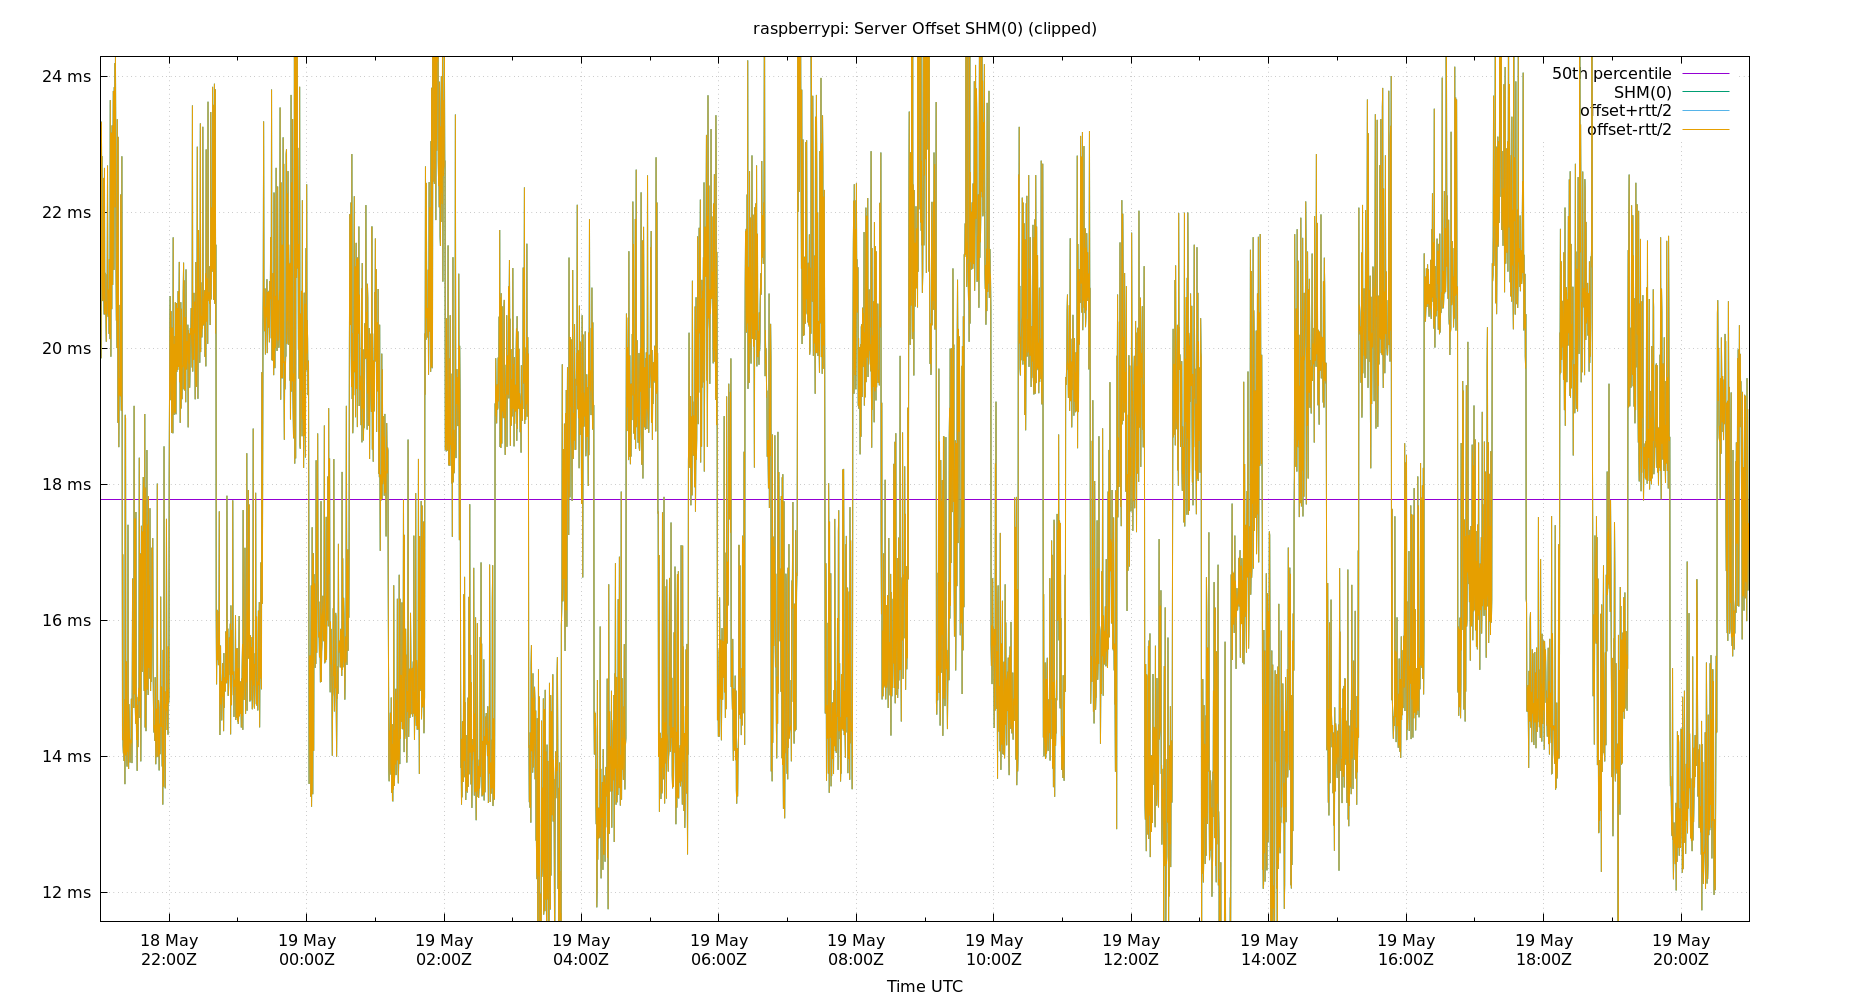 raspberrypi: Server Offset SHM(0) (clipped)
24 ms
22 ms
20 ms
18 ms
16 ms
14 ms
12 ms
50th percentile
SHM(0)
offset+rtt/2
offset-rtt/2
18 May 19 May 19 May 19 May 19 May 19 May 19 May 19 May 19 May 19 May 19 May 19 May
22:00Z 00:00Z 02:00Z 04:00Z 06:00Z 08:00Z 10:00Z 12:00Z 14:00Z 16:00Z 18:00Z 20:00Z
Time UTC